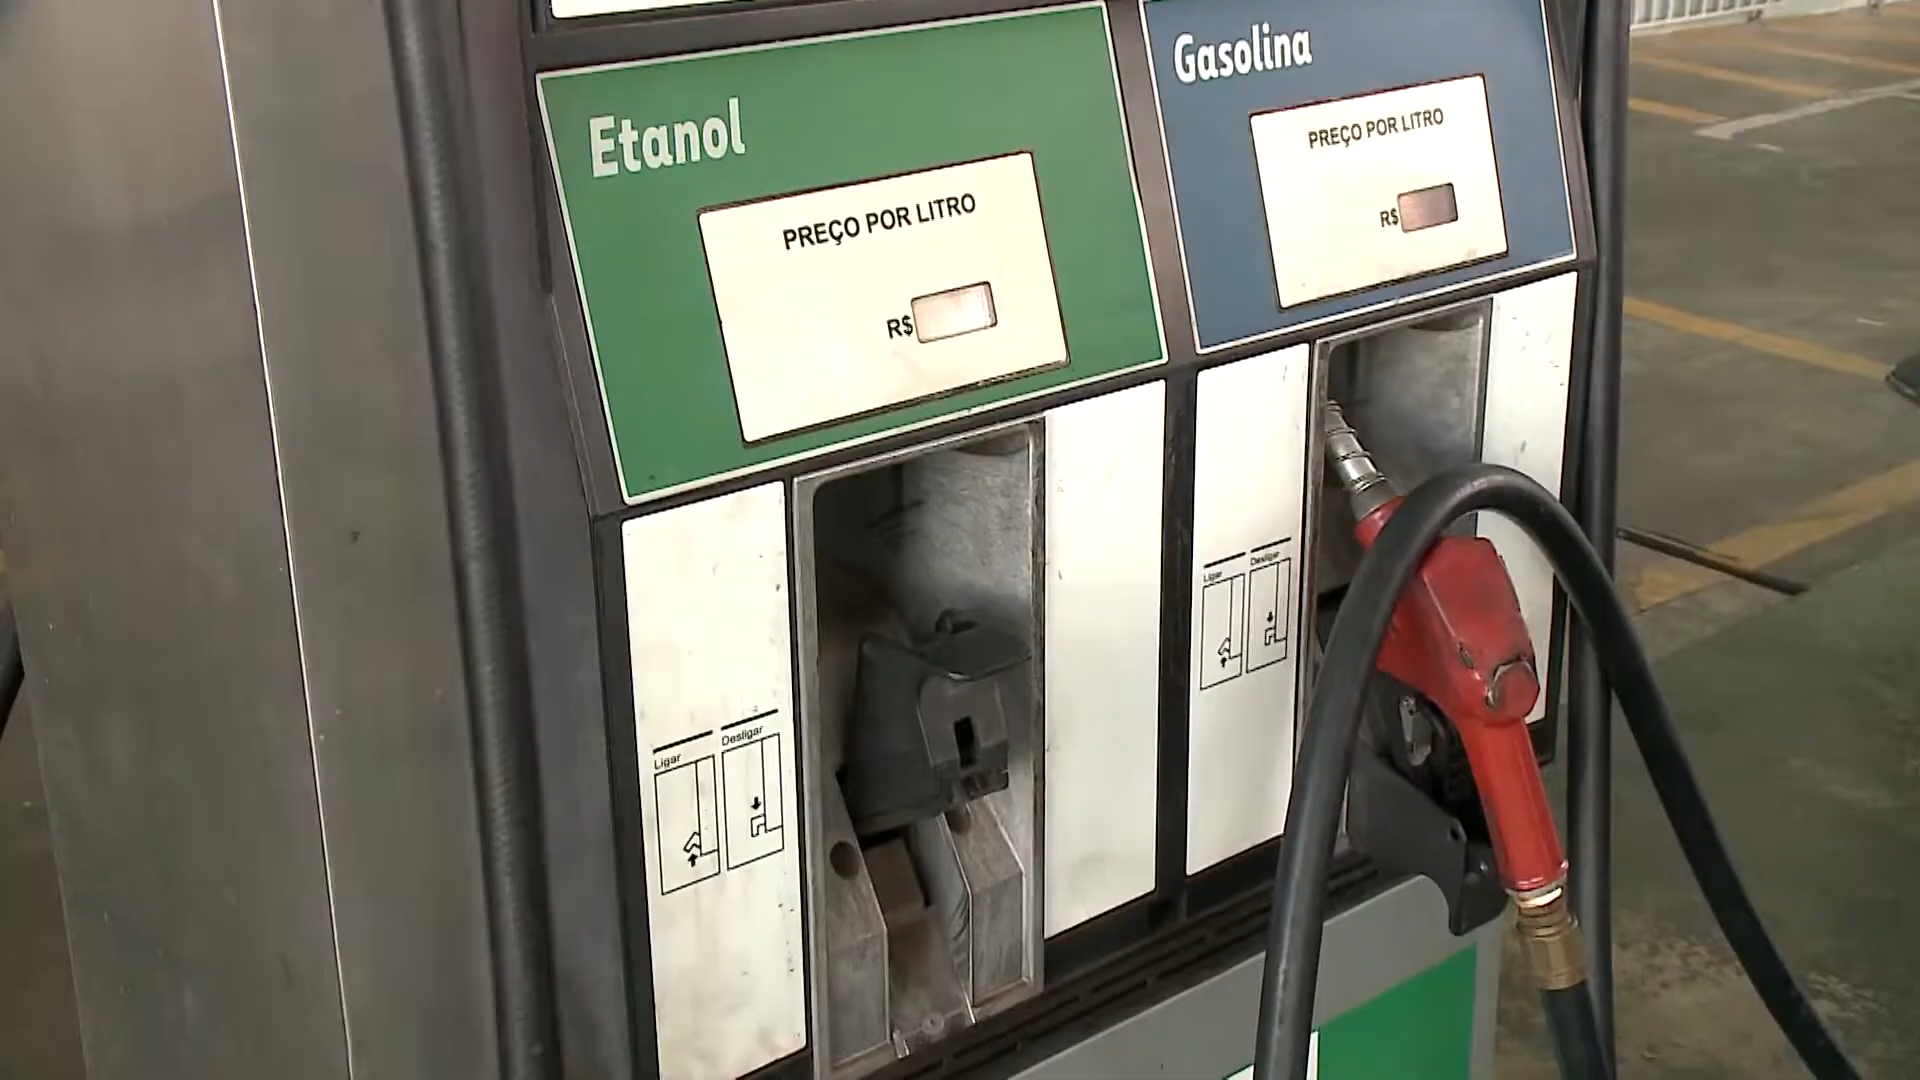 Etanol
PREÇO POR LITRO
R$
Gasolina
PREÇO POR LITRO
R$
Ligar
Desligar
Ligar
Desligar